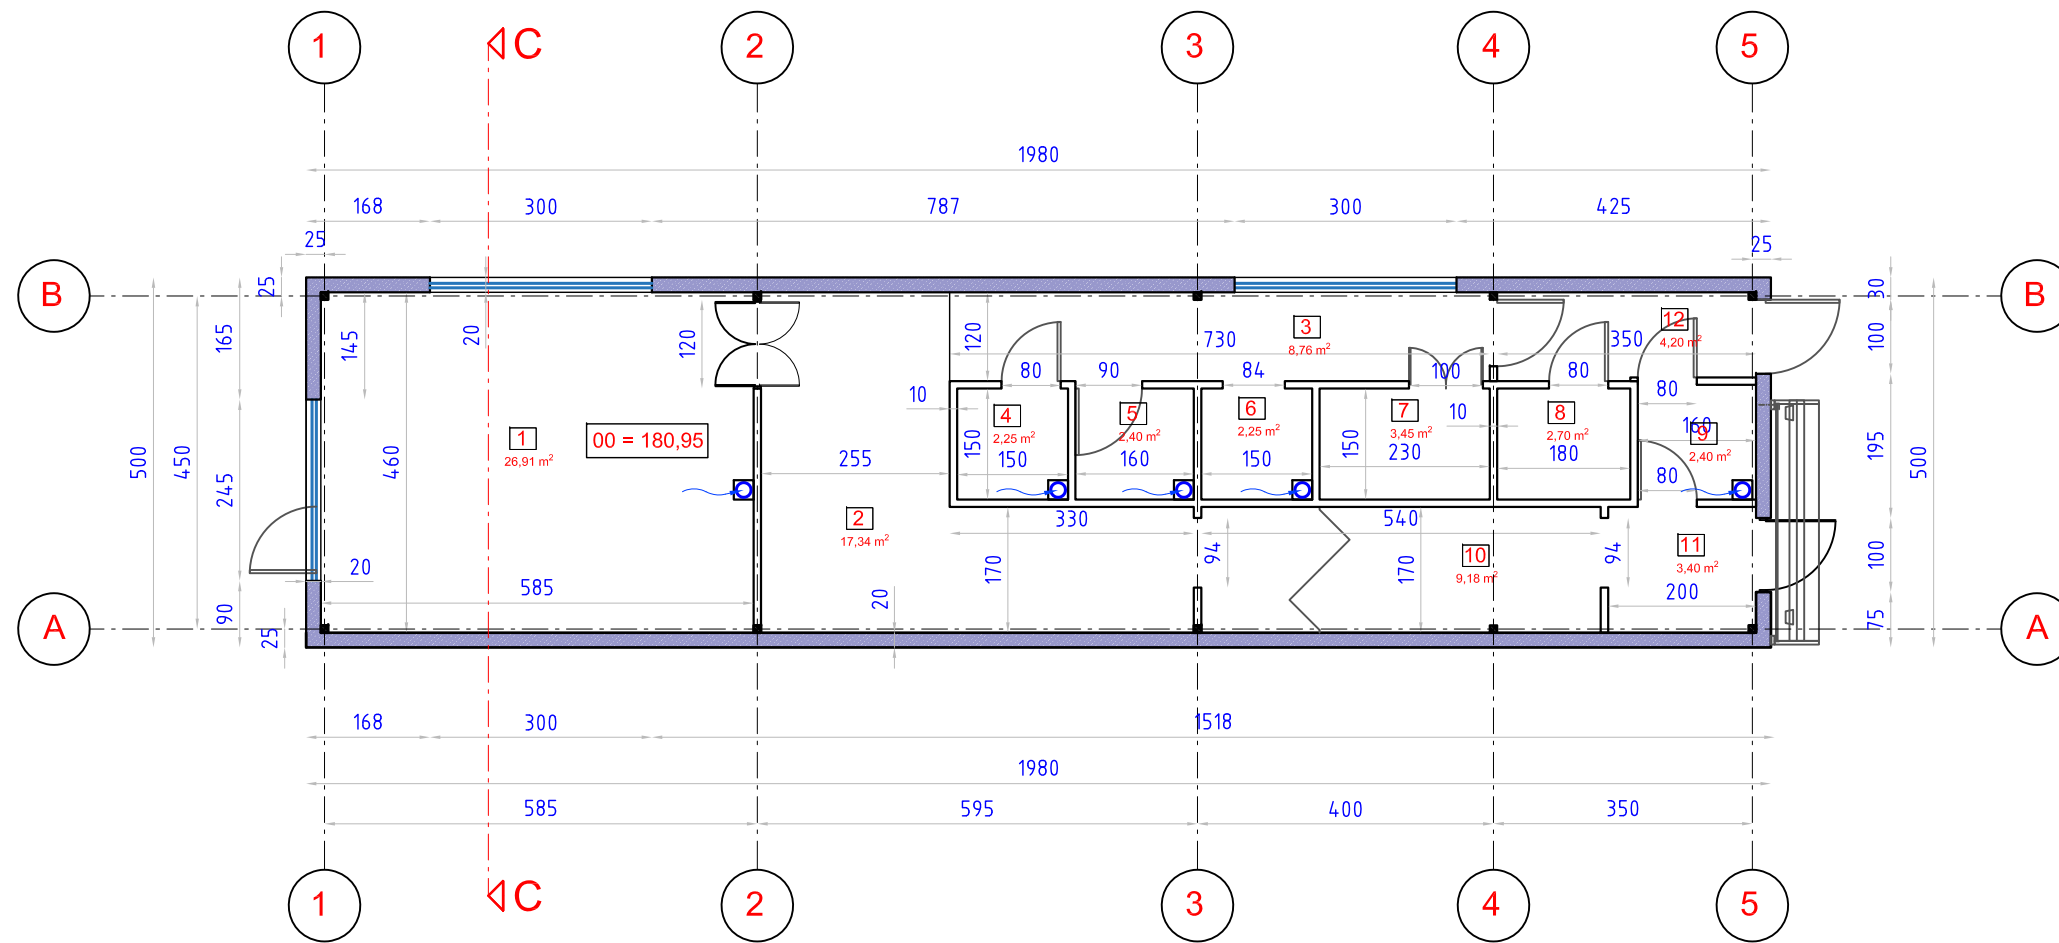 1 2 3 4 5
C
1980
168 300 787 300 425
25 25
B B
25 30
500 450 165 145 20 120 120 100 500
730 350
3
8,76 m²
12
4,20 m²
80 90 84 100 80 80
10 10
1
26,91 m²
00 = 180,95
4
2,25 m²
5
2,40 m²
6
2,25 m²
7
3,45 m²
8
2,70 m²
9
2,40 m²
160
150 150 160 150 150 230 180 80
245 460 255 195
2
17,34 m²
330 540
170 94 170 94 100
10
9,18 m²
11
3,40 m²
20 585 20 200
90 25 75
A A
168 300 1518
1980
585 595 400 350
C
1 2 3 4 5